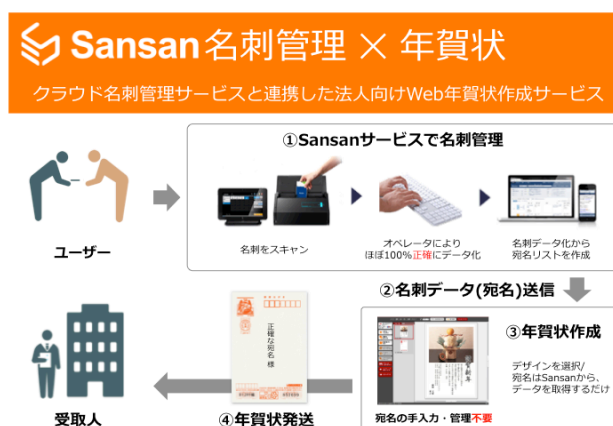 Sansan名刺管理 × 年賀状
クラウド名刺管理サービスと連携した法人向けWeb年賀状作成サービス
①Sansanサービスで名刺管理
ユーザー
名刺をスキャン
オペレータにより
ほぼ100%正確にデータ化
名刺データ化から
宛名リストを作成
②名刺データ(宛名)送信
③年賀状作成
デザインを選択/
宛名はSansanから、
データを取得するだけ
宛名の手入力・管理不要
正確な宛名 様
④年賀状発送
受取人
賀新年